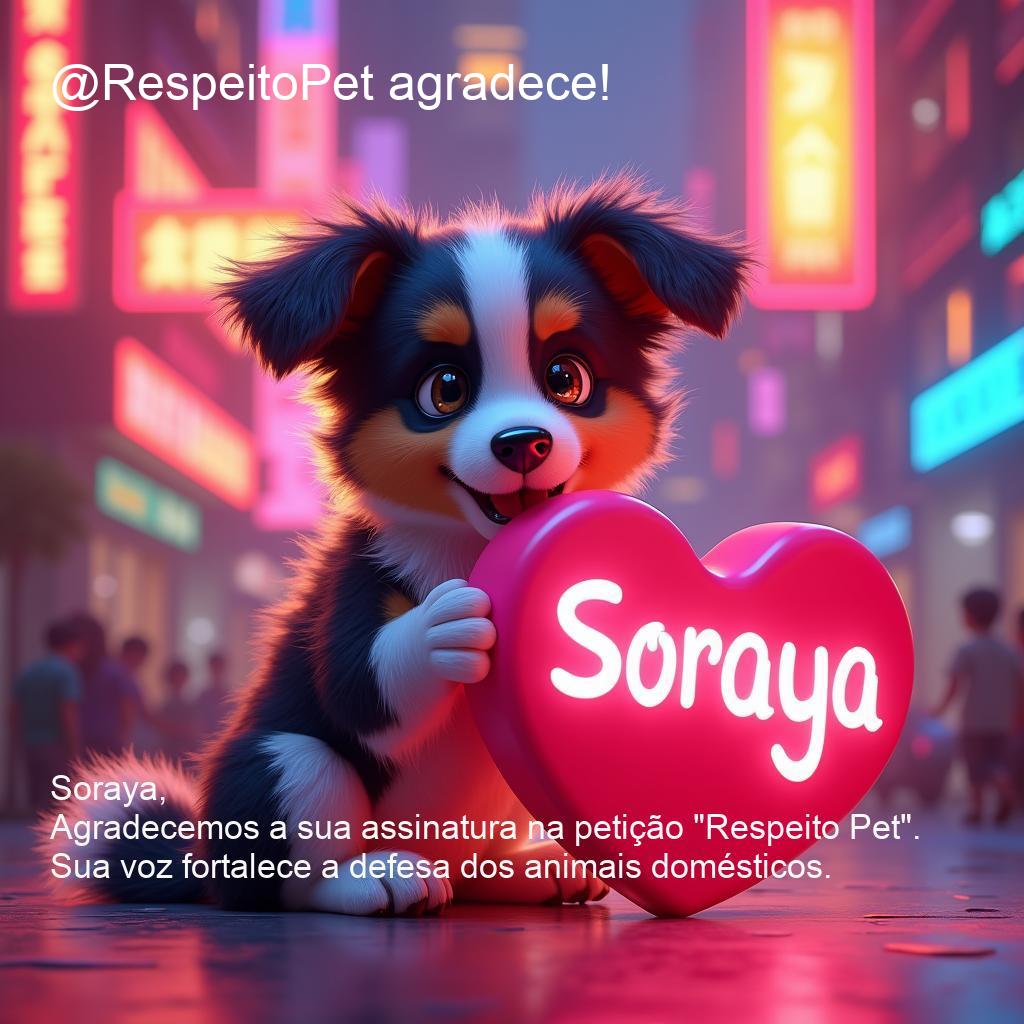 @RespeitoPet agradece!
Soraya
Soraya,
Agradecemos a sua assinatura na petição "Respeito Pet".
Sua voz fortalece a defesa dos animais domésticos.